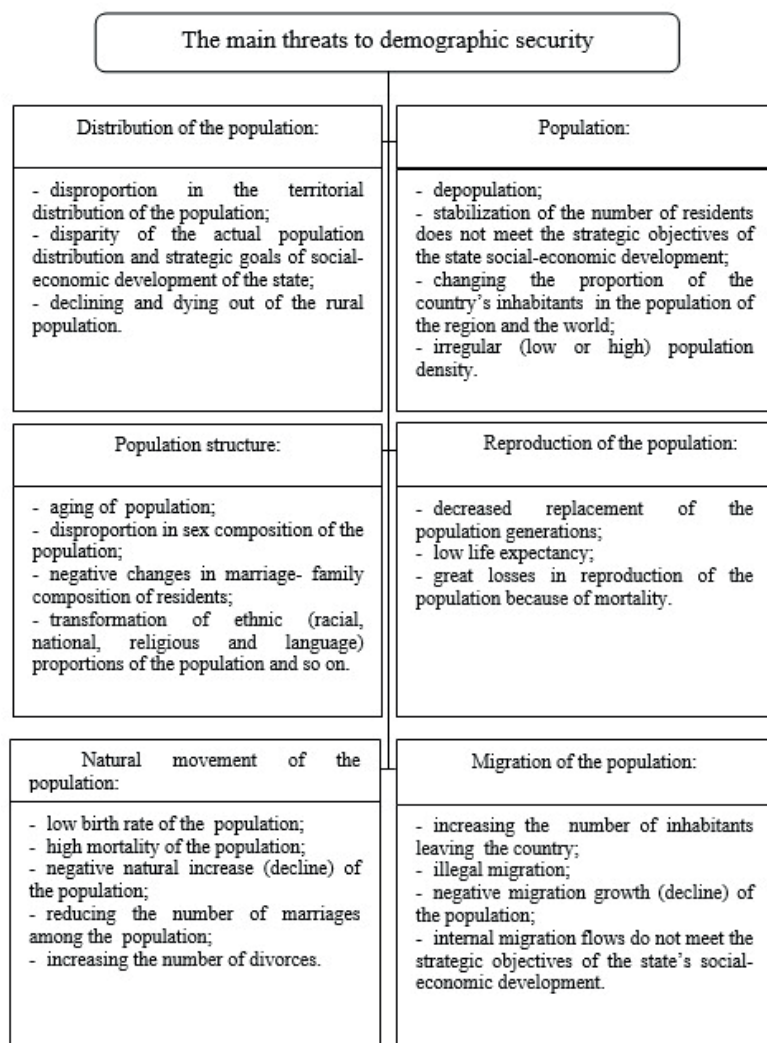 The main threats to demographic security
Distribution of the population:
- disproportion in the territorial
distribution of the population;
- disparity of the actual population
distribution and strategic goals of social-
economic development of the state;
- declining and dying out of the rural
population.
Population:
- depopulation;
- stabilization of the number of residents
does not meet the strategic objectives of
the state social-economic development;
- changing the proportion of the
country's inhabitants in the population of
the region and the world;
- irregular (low or high) population
density.
Population structure:
- aging of population;
- disproportion in sex composition of the
population;
- negative changes in marriage- family
composition of residents;
- transformation of ethnic (racial,
national, religious and language)
proportions of the population and so on.
Reproduction of the population:
- decreased replacement of the
population generations;
- low life expectancy;
- great losses in reproduction of the
population because of mortality.
Natural movement of the
population:
- low birth rate of the population;
- high mortality of the population;
- negative natural increase (decline) of
the population;
- reducing the number of marriages
among the population;
- increasing the number of divorces.
Migration of the population:
- increasing the number of inhabitants
leaving the country;
- illegal migration;
- negative migration growth (decline) of
the population;
- internal migration flows do not meet the
strategic objectives of the state's social-
economic development.